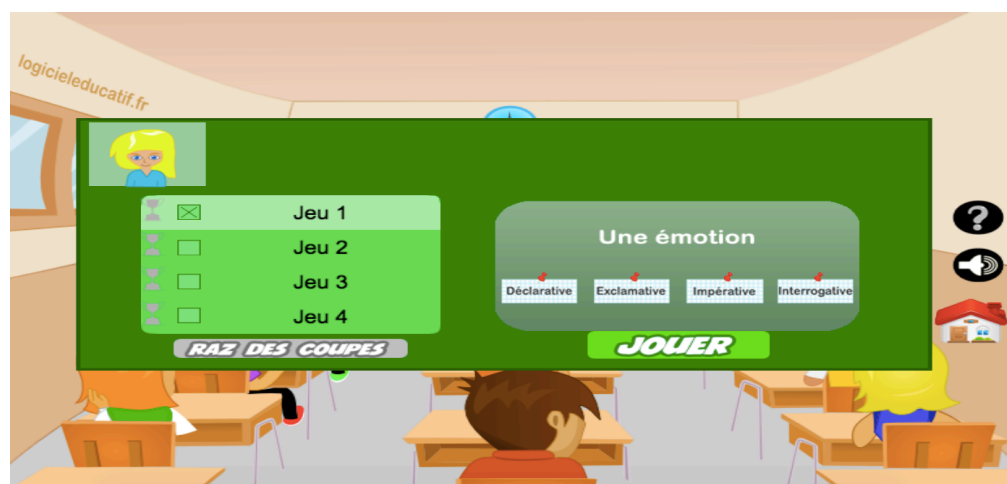 logicieleducatif.fr
Jeu 1
Jeu 2
Jeu 3
Jeu 4
RAZ DES COUPES
Une émotion
Déclarative Exclamative Impérative Interrogative
JOUER
?